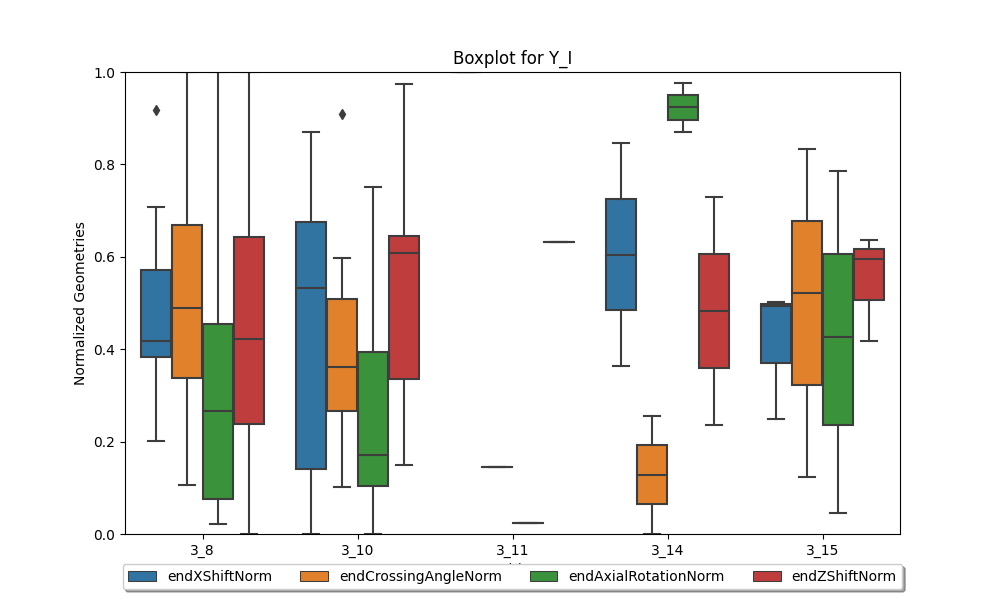 Boxplot for Y_I
Normalized Geometries
1.0
0.8
0.6
0.4
0.2
0.0
3_8 3_10 3_11 3_14 3_15
endXShiftNorm endCrossingAngleNorm endAxialRotationNorm endZShiftNorm